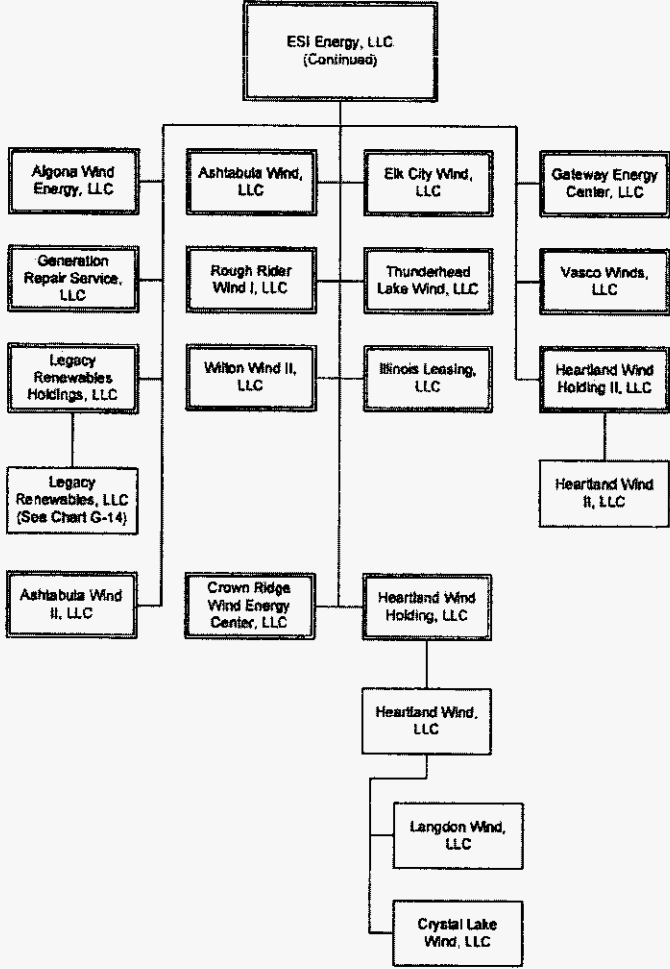 ESI Energy, LLC
(Continued)
Algona Wind
Energy, LLC
Ashtabula Wind,
LLC
Elk City Wind,
LLC
Gateway Energy
Center, LLC
Generation
Repair Service,
LLC
Rough Rider
Wind I, LLC
Thunderhead
Lake Wind, LLC
Vasco Winds,
LLC
Legacy
Renewables
Holdings, LLC
Wilton Wind II,
LLC
Illinois Leasing,
LLC
Heartland Wind
Holding II, LLC
Legacy
Renewables, LLC
(See Chart G-14)
Heartland Wind
II, LLC
Ashtabula Wind
II, LLC
Crown Ridge
Wind Energy
Center, LLC
Heartland Wind
Holding, LLC
Heartland Wind,
LLC
Langdon Wind,
LLC
Crystal Lake
Wind, LLC